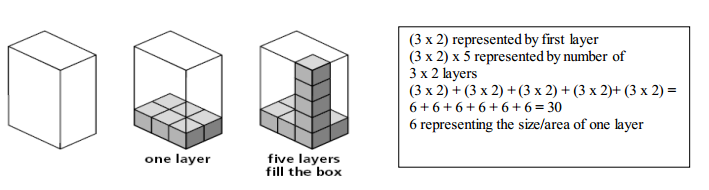 one layer
five layers
fill the box
(3 x 2) represented by first layer
(3 x 2) x 5 represented by number of
3 x 2 layers
(3 x 2) + (3 x 2) + (3 x 2) + (3 x 2)+ (3 x 2) =
6 + 6 + 6 + 6 + 6 + 6 = 30
6 representing the size/area of one layer